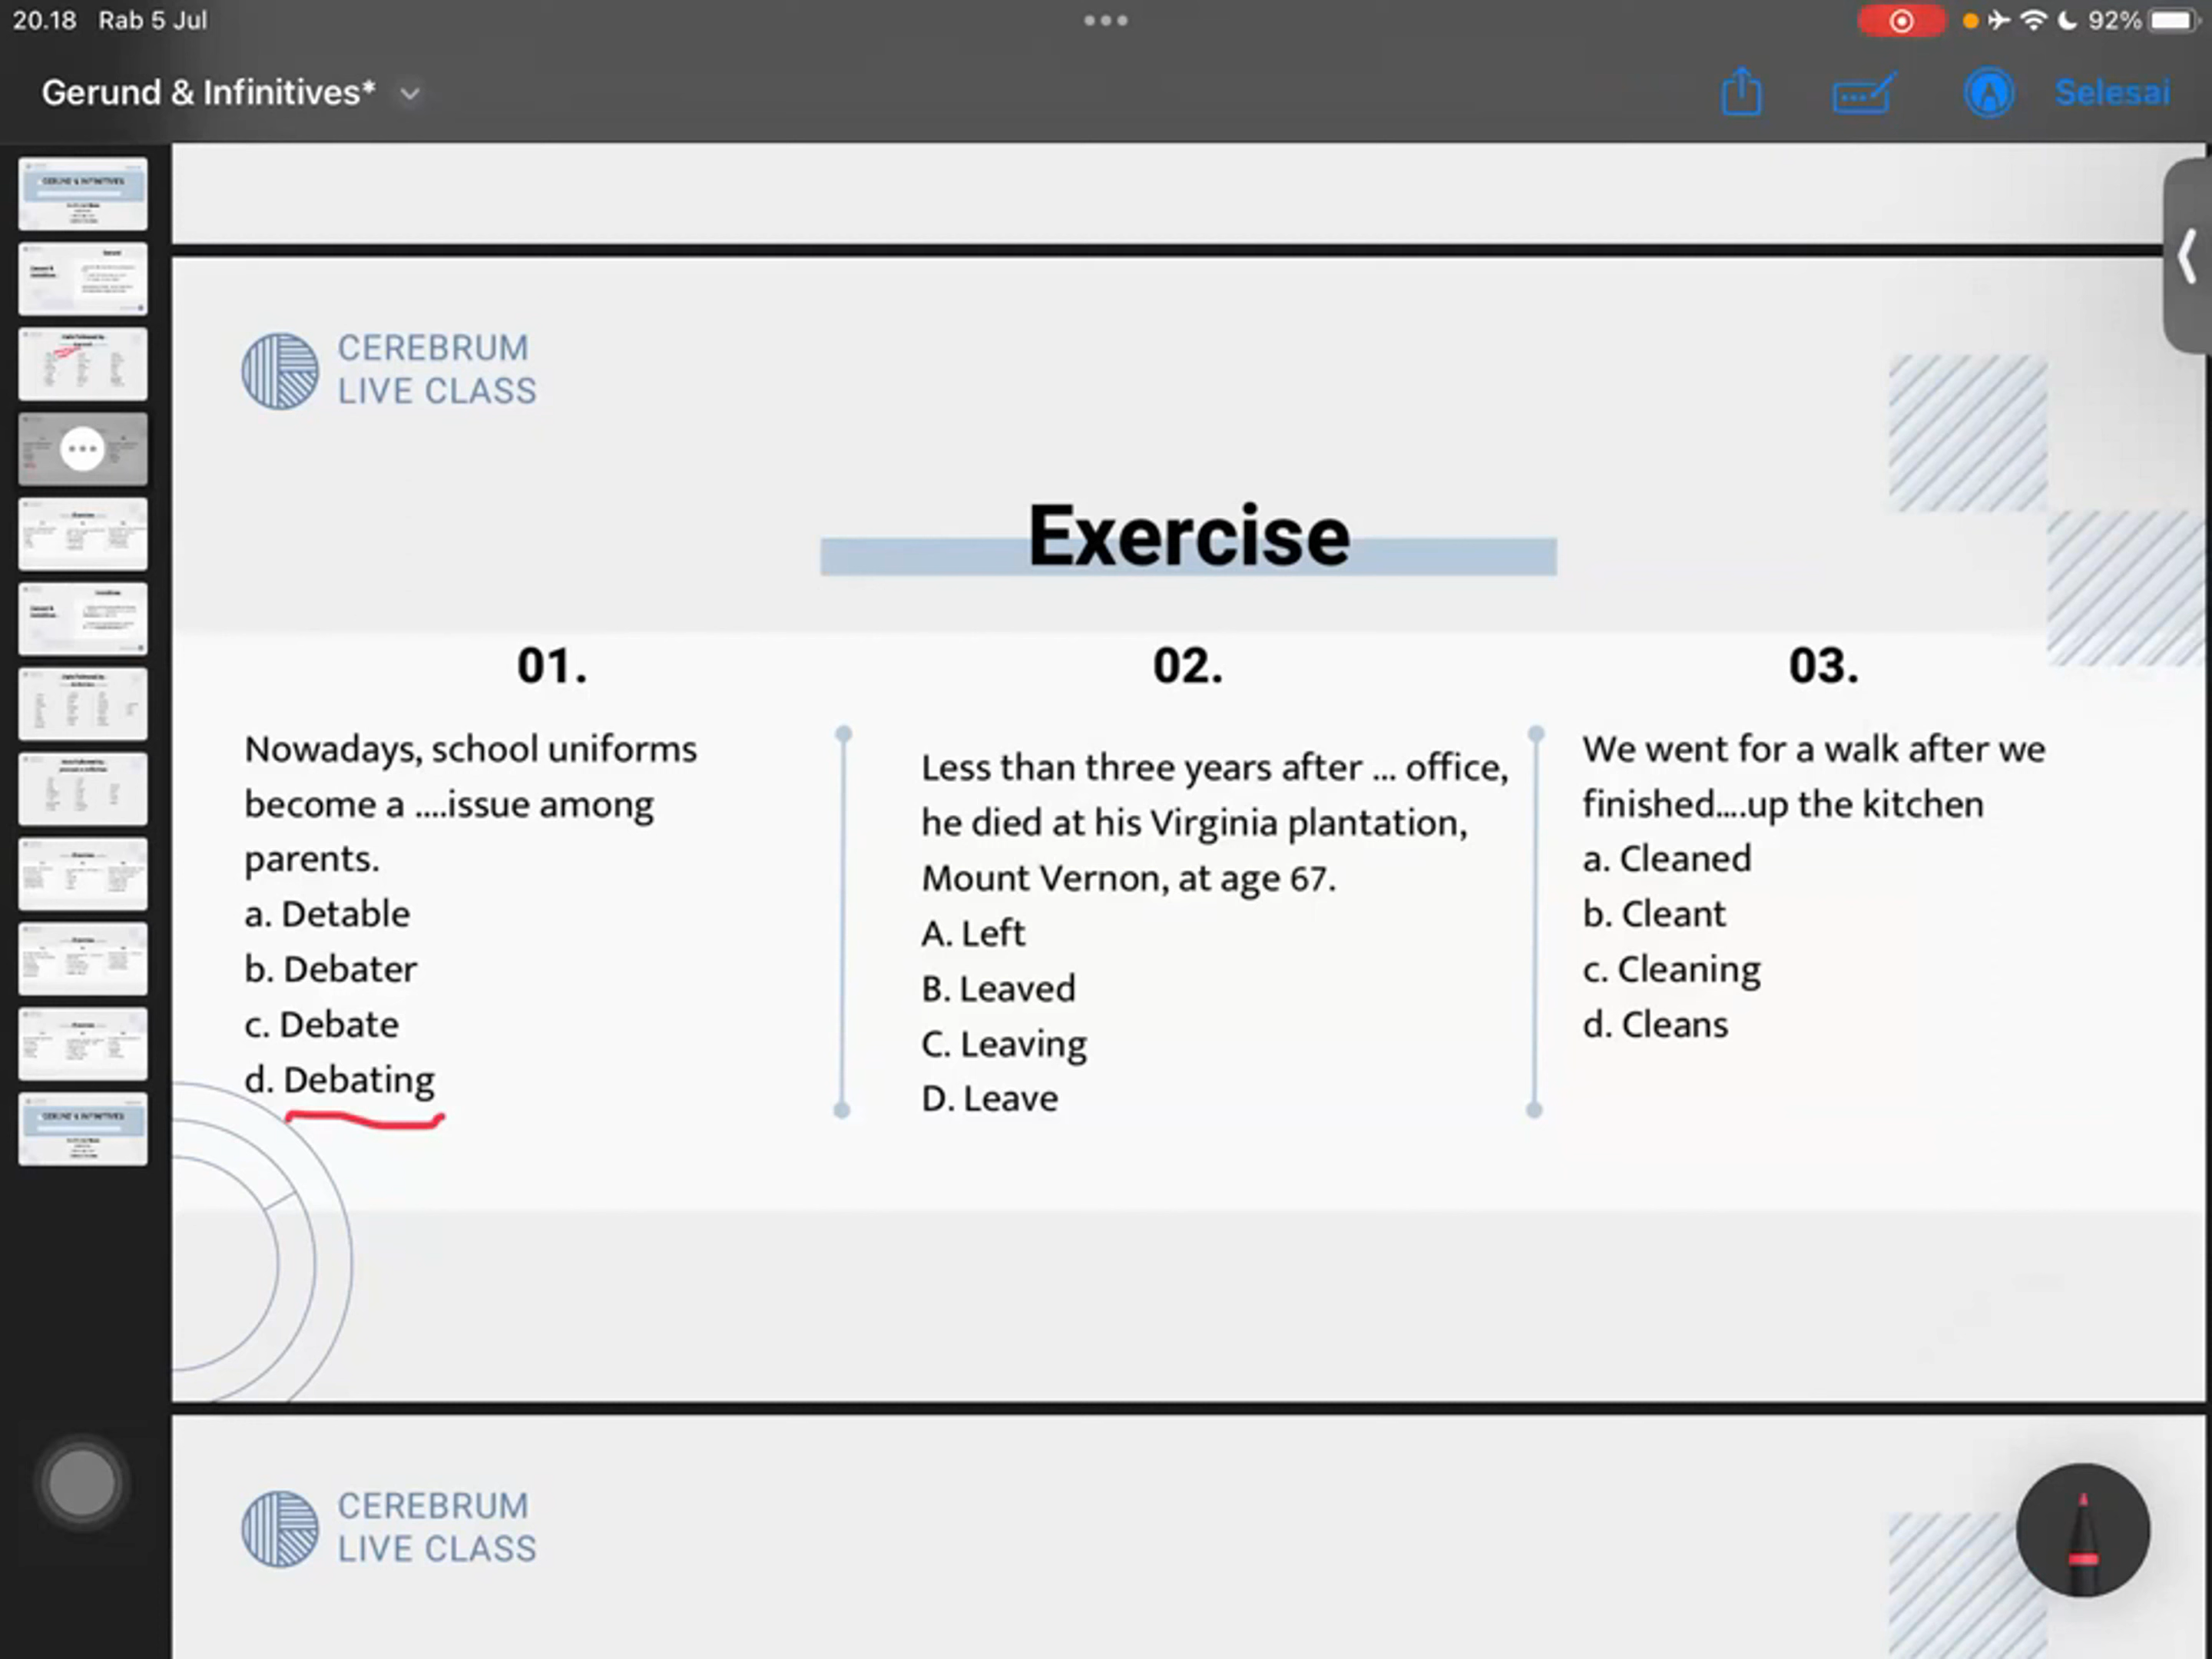 20.18 Rab 5 Jul
92%
Gerund & Infinitives*
Selesai
CEREBRUM
LIVE CLASS
Exercise
01.
Nowadays, school uniforms
become a ....issue among
parents.
a. Detable
b. Debater
c. Debate
d. Debating
02.
Less than three years after ... office,
he died at his Virginia plantation,
Mount Vernon, at age 67.
A. Left
B. Leaved
C. Leaving
D. Leave
03.
We went for a walk after we
finished....up the kitchen
a. Cleaned
b. Cleant
c. Cleaning
d. Cleans
CEREBRUM
LIVE CLASS